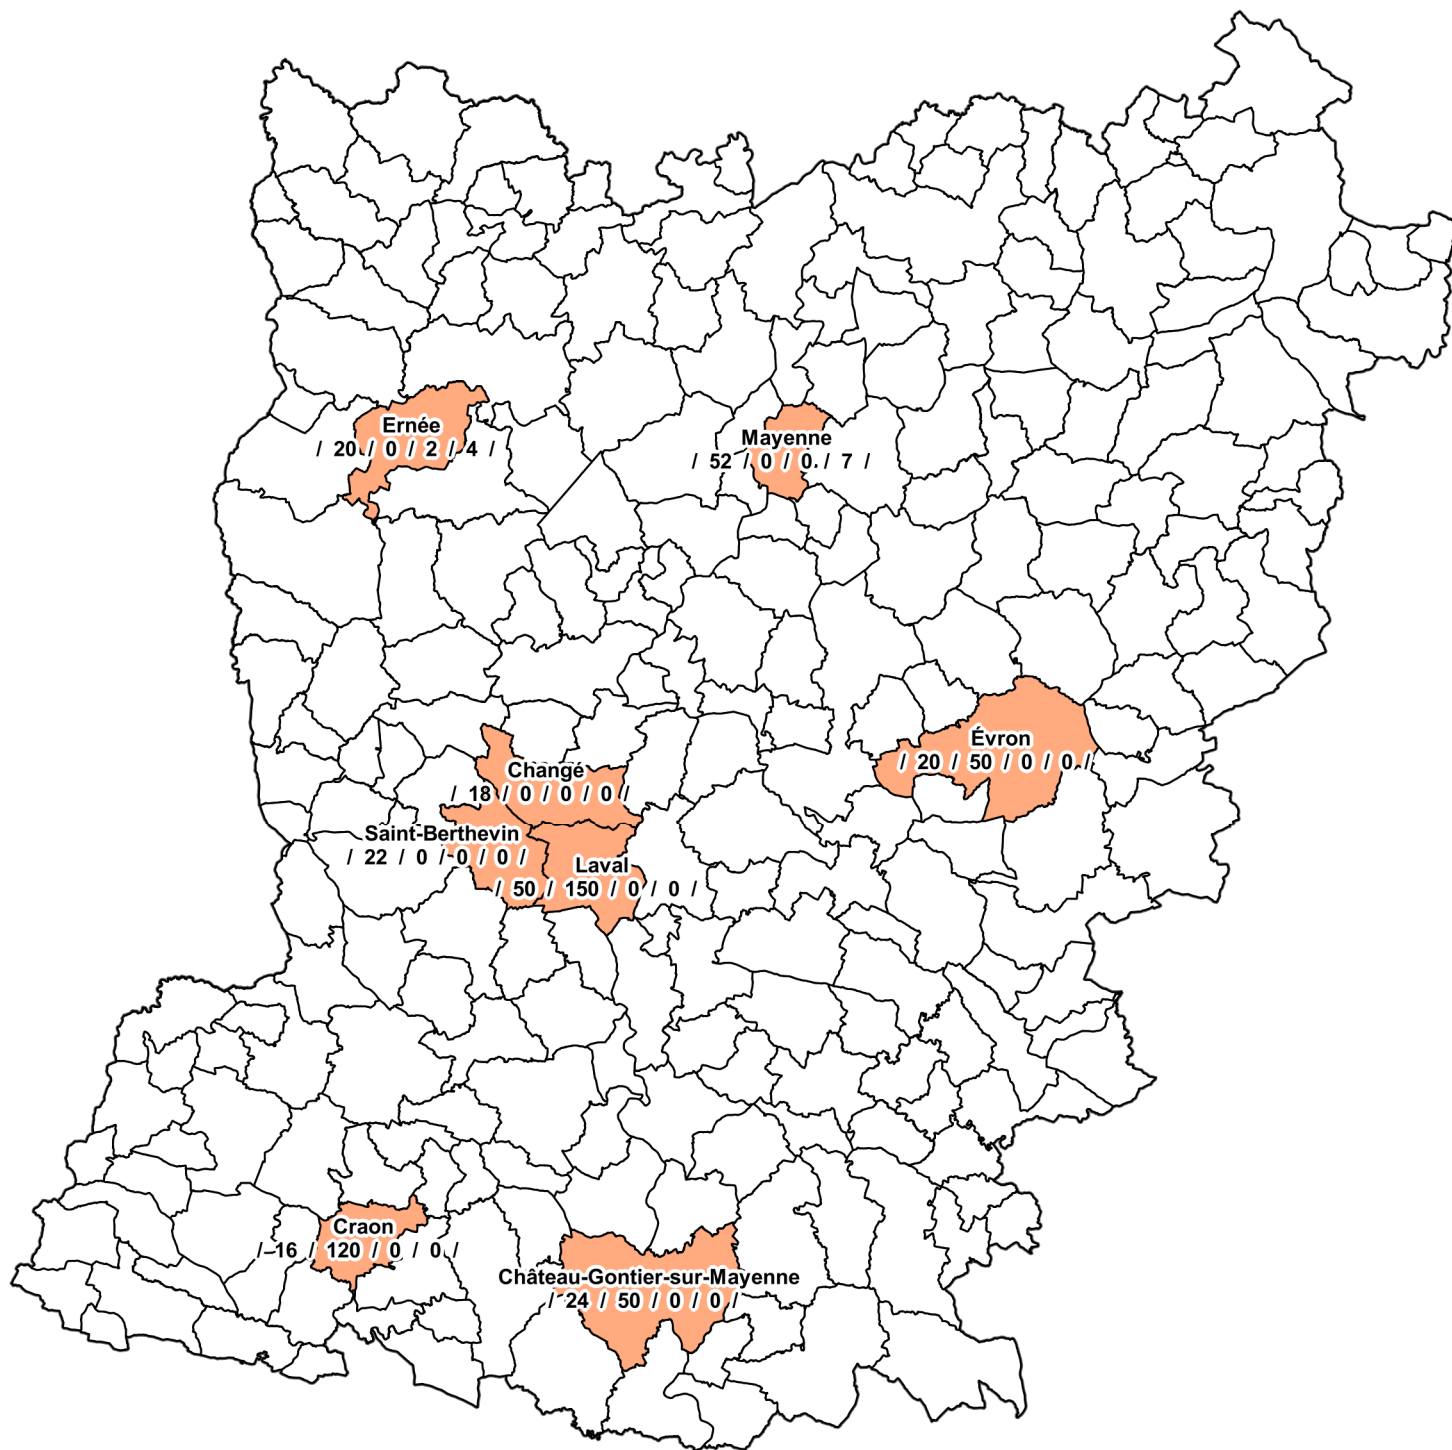 Ernée
/ 20 / 0 / 2 / 4 /
Mayenne
/ 52 / 0 / 0 / 7 /
Évron
/ 20 / 50 / 0 / 0 /
Changé
/ 18 / 0 / 0 / 0 /
Saint-Berthevin
/ 22 / 0 / 0 / 0 /
Laval
/ 50 / 150 / 0 / 0 /
Craon
/ 16 / 120 / 0 / 0 /
Château-Gontier-sur-Mayenne
/ 24 / 50 / 0 / 0 /